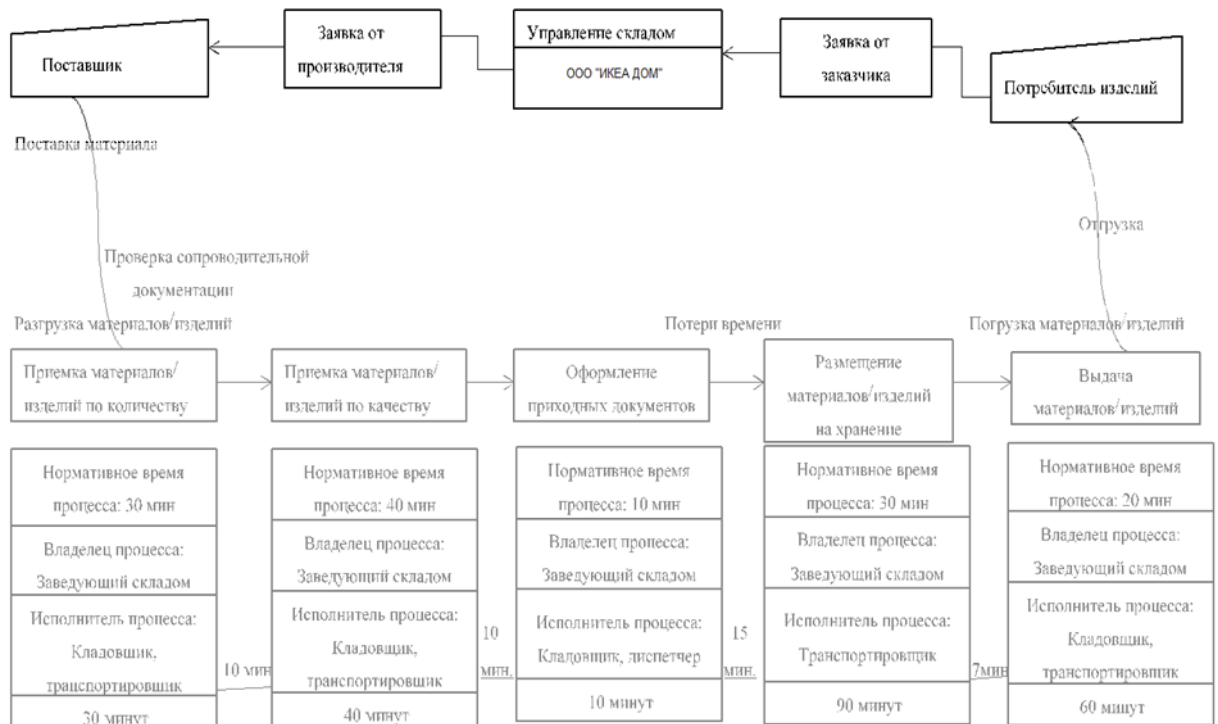 Заявка от
производителя
Управление складом
ООО "ИКЕА ДОМ"
Заявка от
заказчика
Поставщик
Потребитель изделий
Поставка материала
Отгрузка
Проверка сопроводительной
документации
Разгрузка материалов/изделий
Потери времени
Погрузка материалов/изделий
Приемка материалов/
изделий по количеству
Приемка материалов/
изделий по качеству
Оформление
приходных документов
Размещение
материалов/изделий
на хранение
Выдача
материалов/изделий
Нормативное время
процесса: 30 мин
Владелец процесса:
Заведующий складом
Исполнитель процесса:
Кладовщик,
транспортировщик
30 минут
10 мин
Нормативное время
процесса: 40 мин
Владелец процесса:
Заведующий складом
Исполнитель процесса:
Кладовщик,
транспортировщик
40 минут
10
мин.
Нормативное время
процесса: 10 мин
Владелец процесса:
Заведующий складом
Исполнитель процесса:
Кладовщик, диспетчер
10 минут
15
мин.
Нормативное время
процесса: 30 мин
Владелец процесса:
Заведующий складом
Исполнитель процесса:
Транспортировщик
90 минут
7мин
Нормативное время
процесса: 20 мин
Владелец процесса:
Заведующий складом
Исполнитель процесса:
Кладовщик,
транспортировщик
60 минут